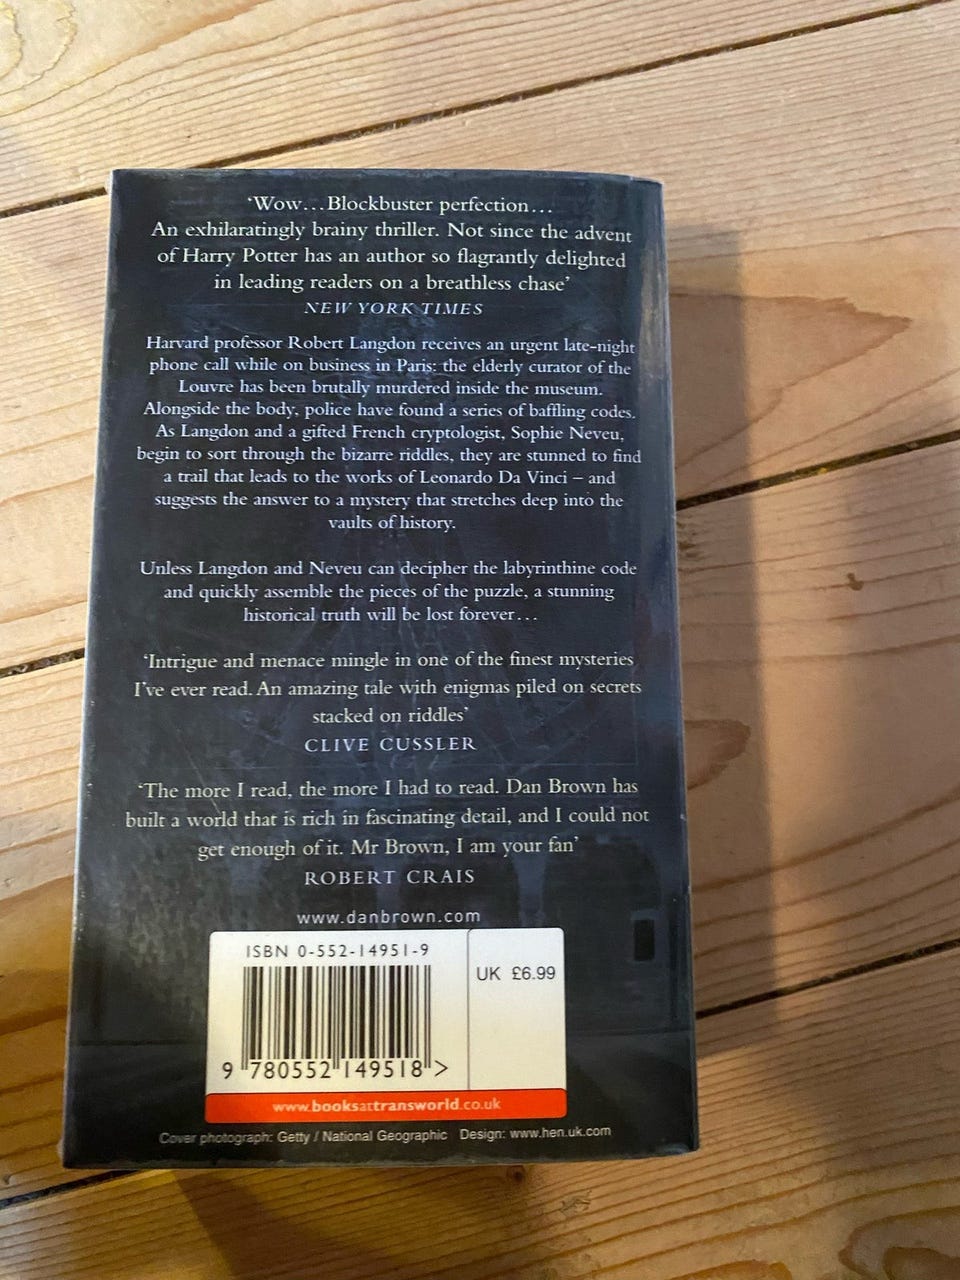 ‘Wow…Blockbuster perfection…
An exhilaratingly brainy thriller. Not since the advent
of Harry Potter has an author so flagrantly delighted
in leading readers on a breathless chase’
NEW YORK TIMES
Harvard professor Robert Langdon receives an urgent late-night
phone call while on business in Paris: the elderly curator of the
Louvre has been brutally murdered inside the museum.
Alongside the body, police have found a series of baffling codes.
As Langdon and a gifted French cryptologist, Sophie Neveu,
begin to sort through the bizarre riddles, they are stunned to find
a trail that leads to the works of Leonardo Da Vinci – and
suggests the answer to a mystery that stretches deep into the
vaults of history.
Unless Langdon and Neveu can decipher the labyrinthine code
and quickly assemble the pieces of the puzzle, a stunning
historical truth will be lost forever…
‘Intrigue and menace mingle in one of the finest mysteries
I’ve ever read. An amazing tale with enigmas piled on secrets
stacked on riddles’
CLIVE CUSSLER
‘The more I read, the more I had to read. Dan Brown has
built a world that is rich in fascinating detail, and I could not
get enough of it. Mr Brown, I am your fan’
ROBERT CRAIS
www.danbrown.com
ISBN 0-552-14951-9
UK £6.99
9 780552 149518 >
www.booksattransworld.co.uk
Cover photograph: Getty / National Geographic Design: www.hen.uk.com